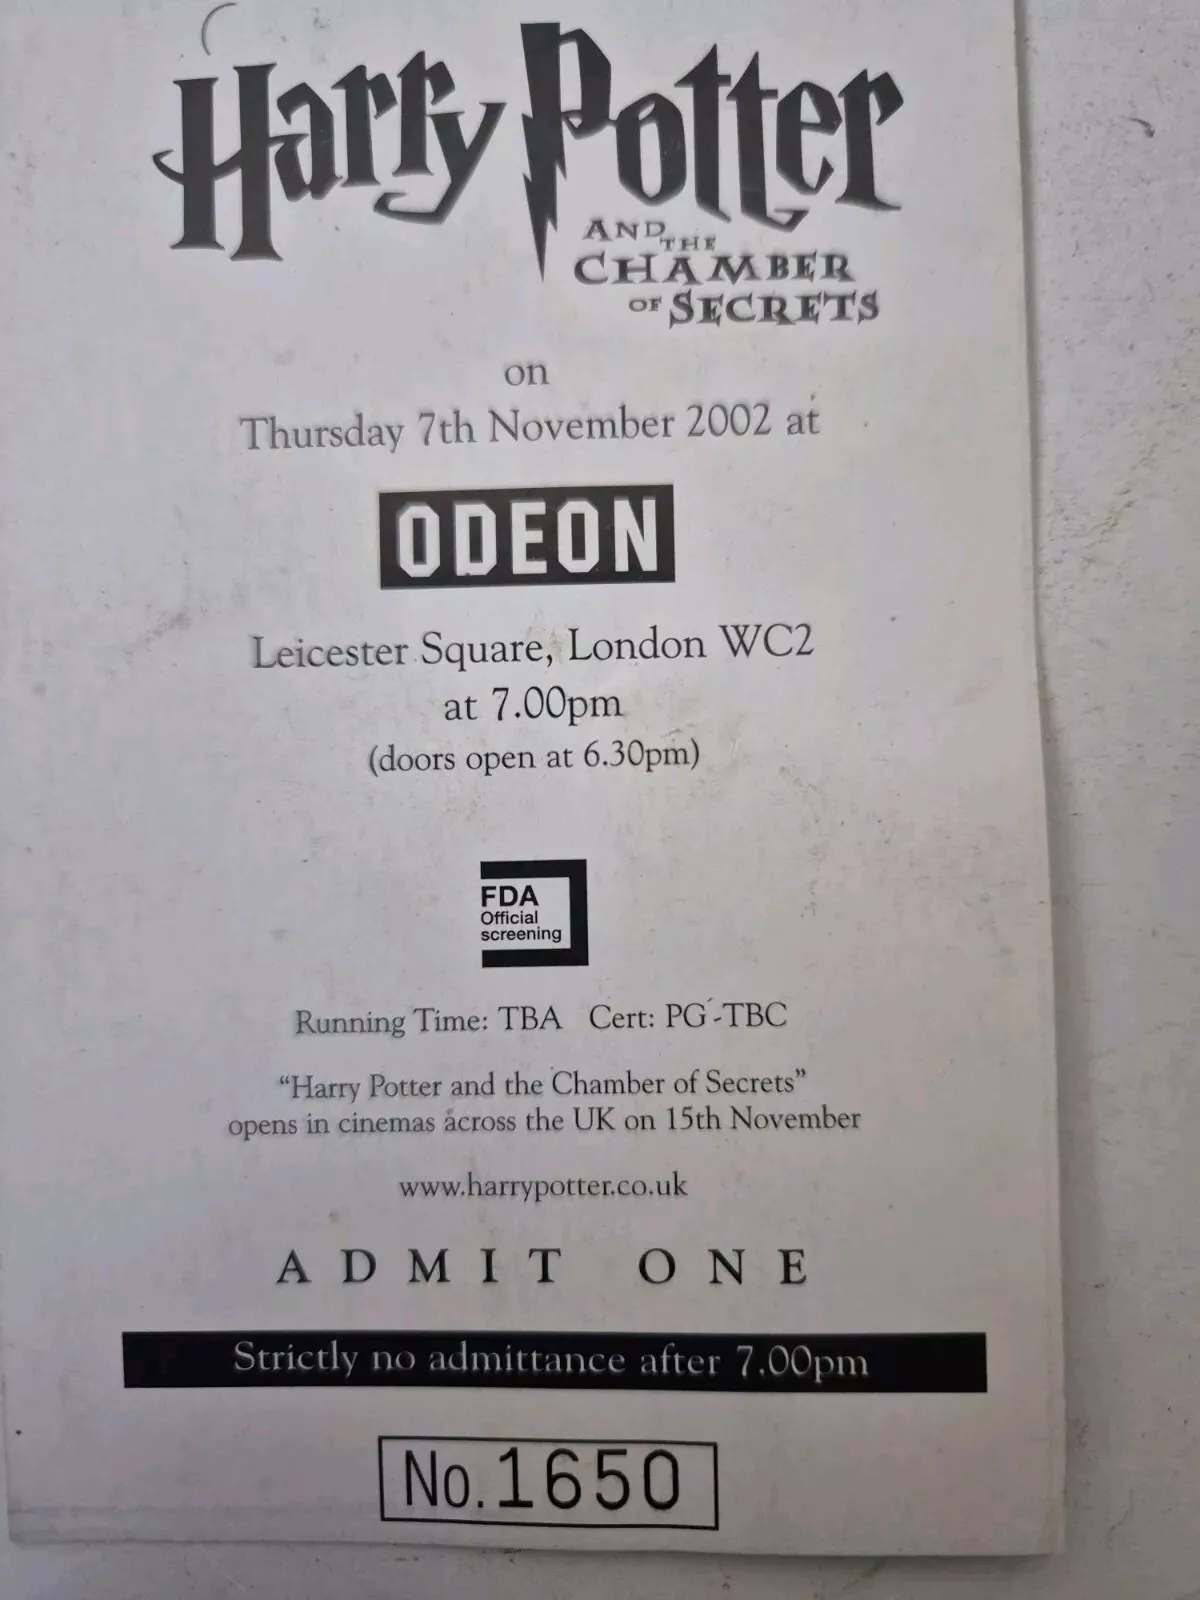 Harry Potter
AND THE
CHAMBER
OF SECRETS
on
Thursday 7th November 2002 at
ODEON
Leicester Square, London WC2
at 7.00pm
(doors open at 6.30pm)
FDA
Official
screening
Running Time: TBA Cert: PG-TBC
"Harry Potter and the Chamber of Secrets"
opens in cinemas across the UK on 15th November
www.harrypotter.co.uk
ADMIT ONE
Strictly no admittance after 7.00pm
No.1650